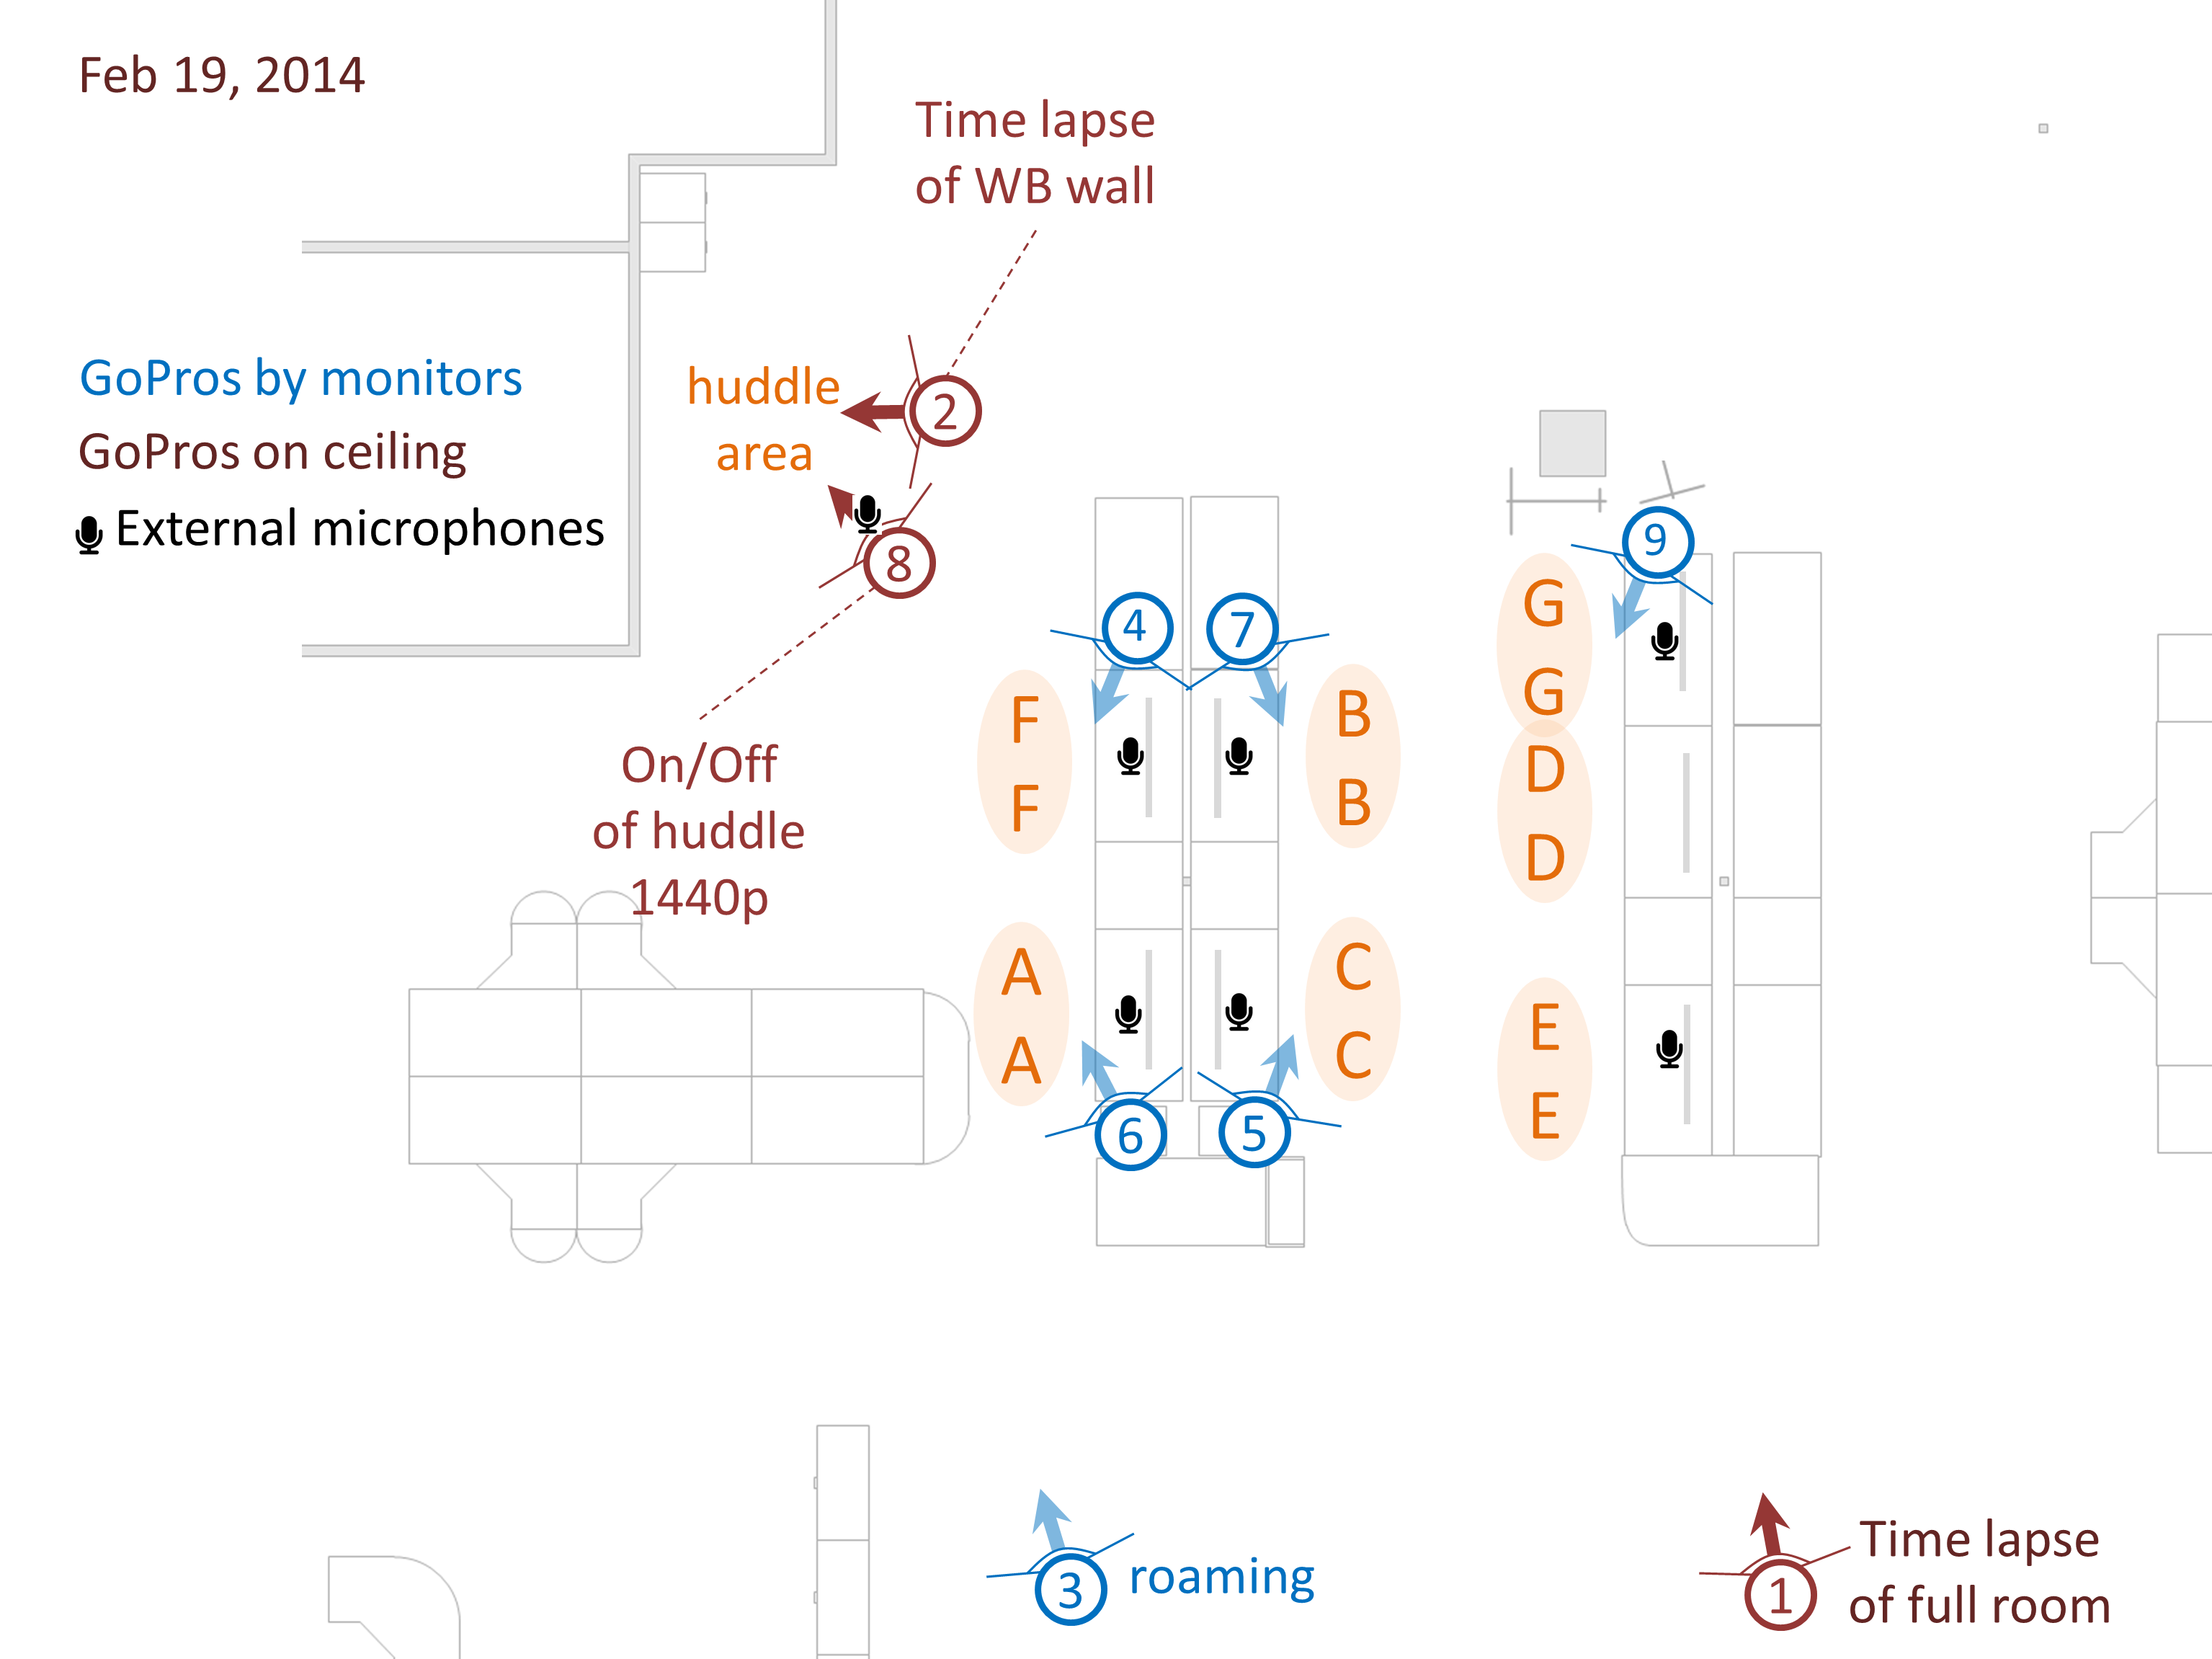 Feb 19, 2014
Time lapse
of WB wall
GoPros by monitors
GoPros on ceiling
External microphones
huddle
area
2
8
On/Off
of huddle
1440p
4
7
9
F
F
B
B
G
G
D
D
A
A
C
C
E
E
6
5
3
roaming
1
Time lapse
of full room